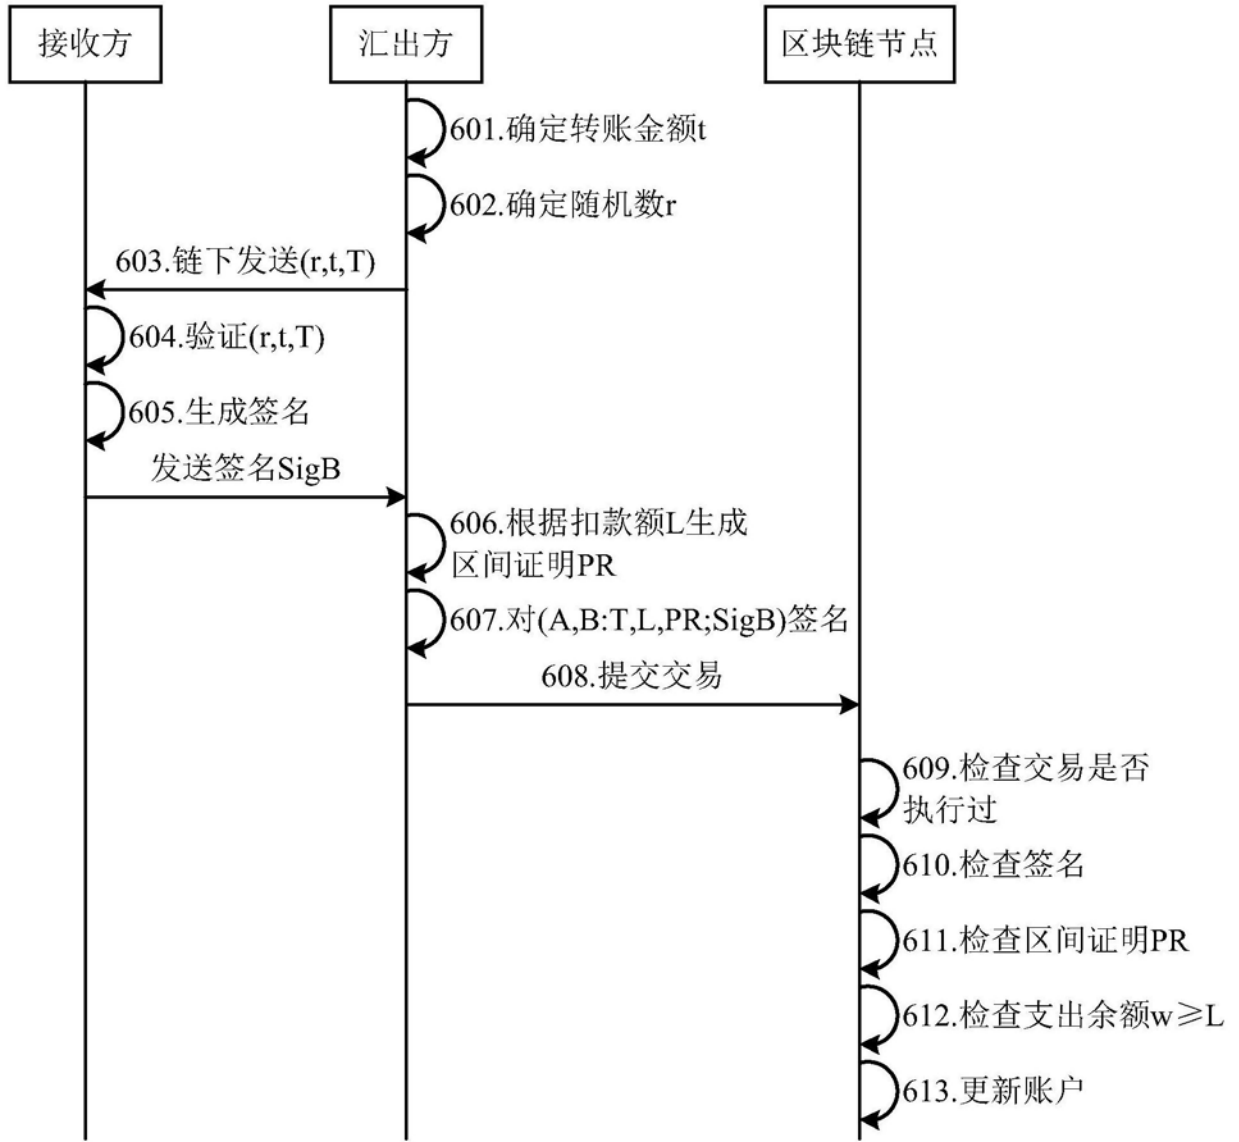 接收方
汇出方
区块链节点
601.确定转账金额t
602.确定随机数r
603.链下发送(r,t,T)
604.验证(r,t,T)
605.生成签名
发送签名SigB
606.根据扣款额L生成
区间证明PR
607.对(A,B:T,L,PR;SigB)签名
608.提交交易
609.检查交易是否
执行过
610.检查签名
611.检查区间证明PR
612.检查支出余额w≥L
613.更新账户